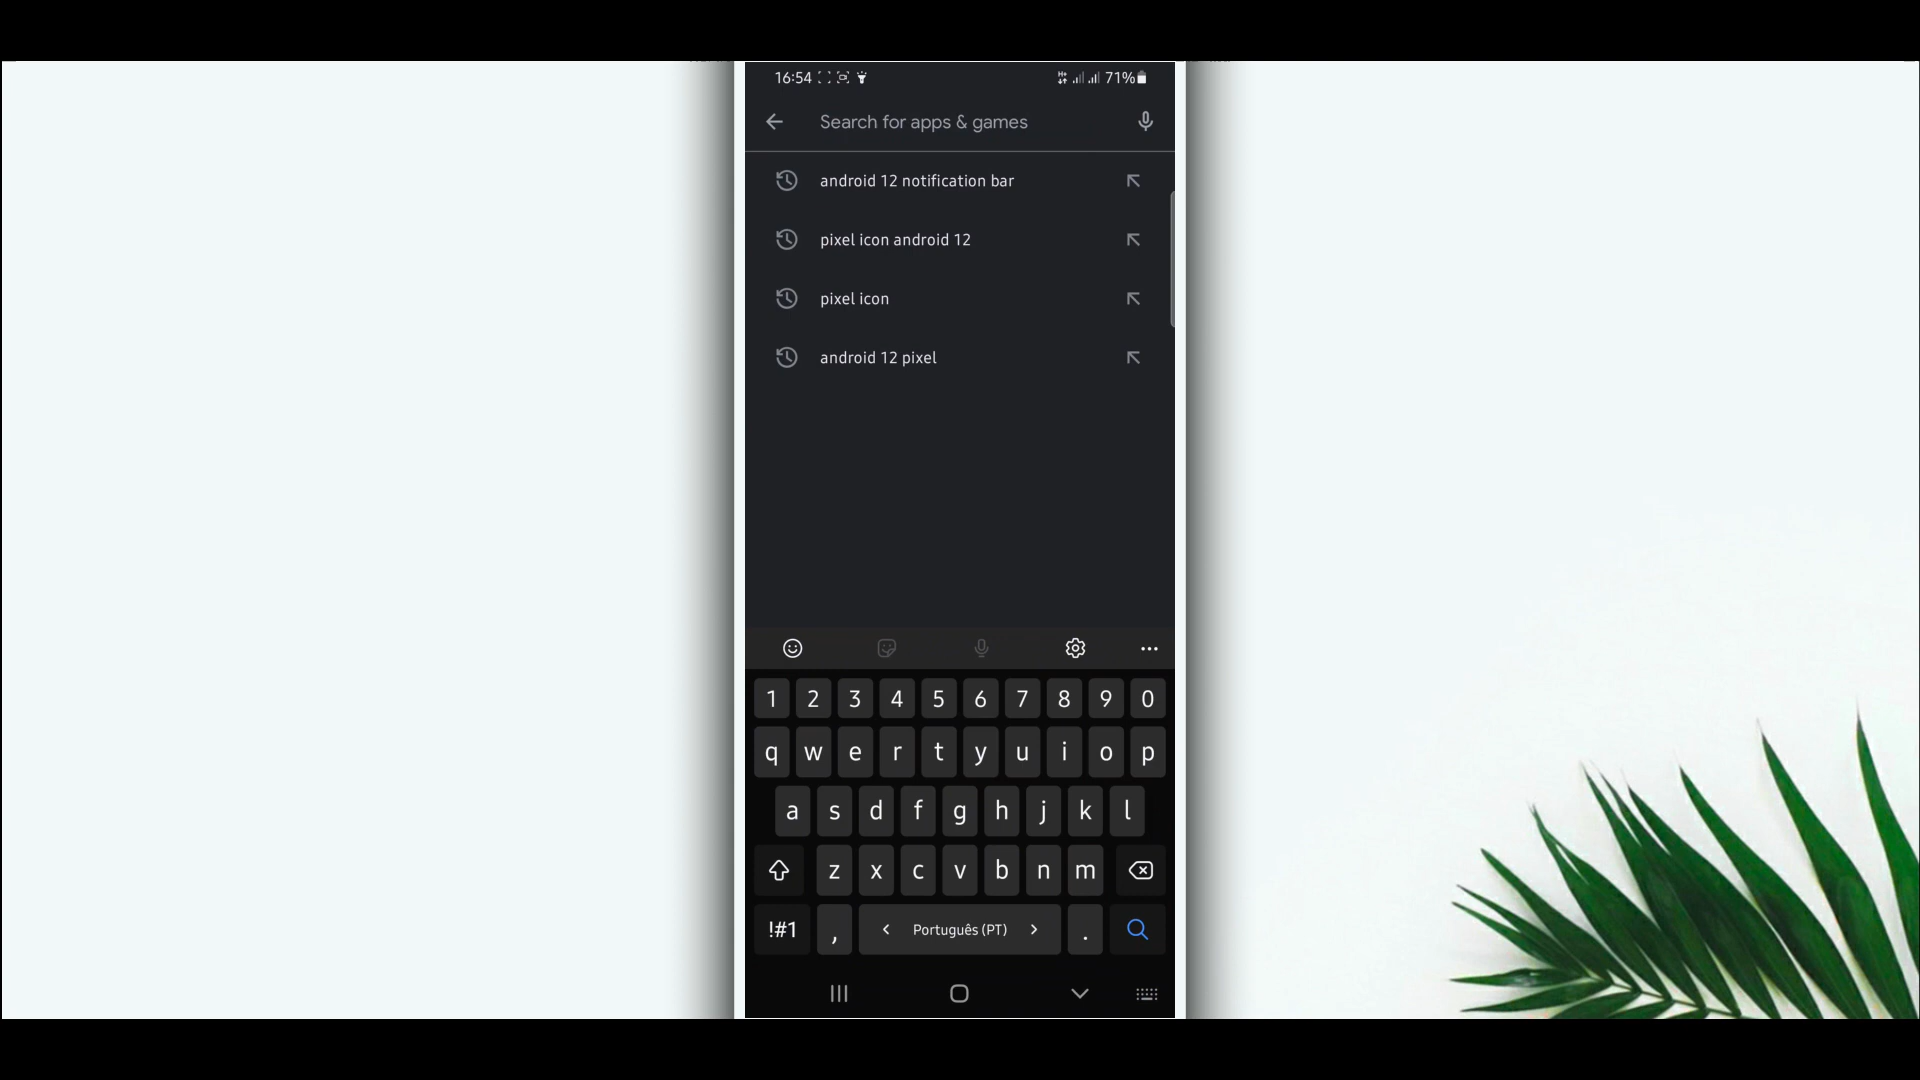 16:54 71%
Search for apps & games
android 12 notification bar
pixel icon android 12
pixel icon
android 12 pixel
1 2 3 4 5 6 7 8 9 0
q w e r t y u i o p
a s d f g h j k l
z x c v b n m
!#1 , < Português (PT) > .